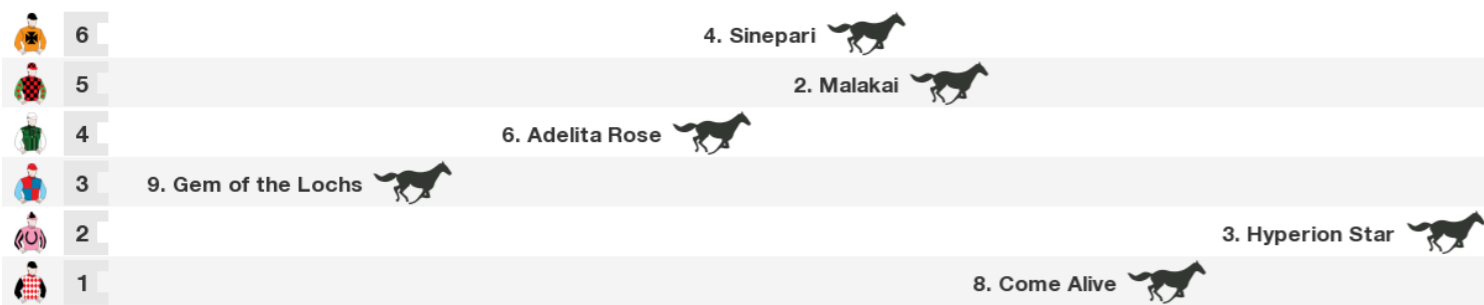 6 4. Sinepari
5 2. Malakai
4 6. Adelita Rose
3 9. Gem of the Lochs
2 3. Hyperion Star
1 8. Come Alive